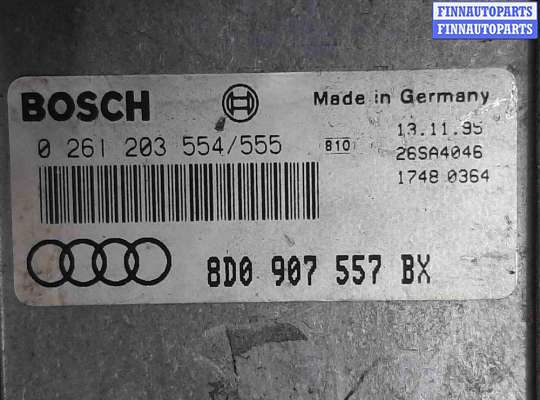 FINNAUTOPARTS
FINNAUTOPARTS
BOSCH
Made in Germany
0 261 203 554/555
810
13.11.95
26SA4046
1748 0364
8D0 907 557 BX